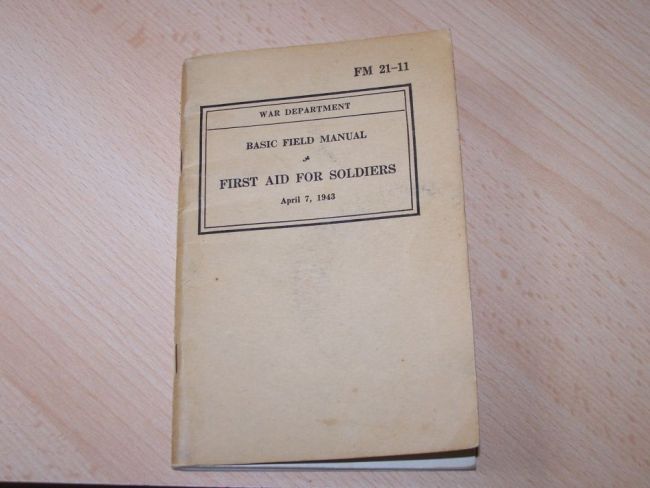 FM 21–11
WAR DEPARTMENT
BASIC FIELD MANUAL
FIRST AID FOR SOLDIERS
April 7, 1943